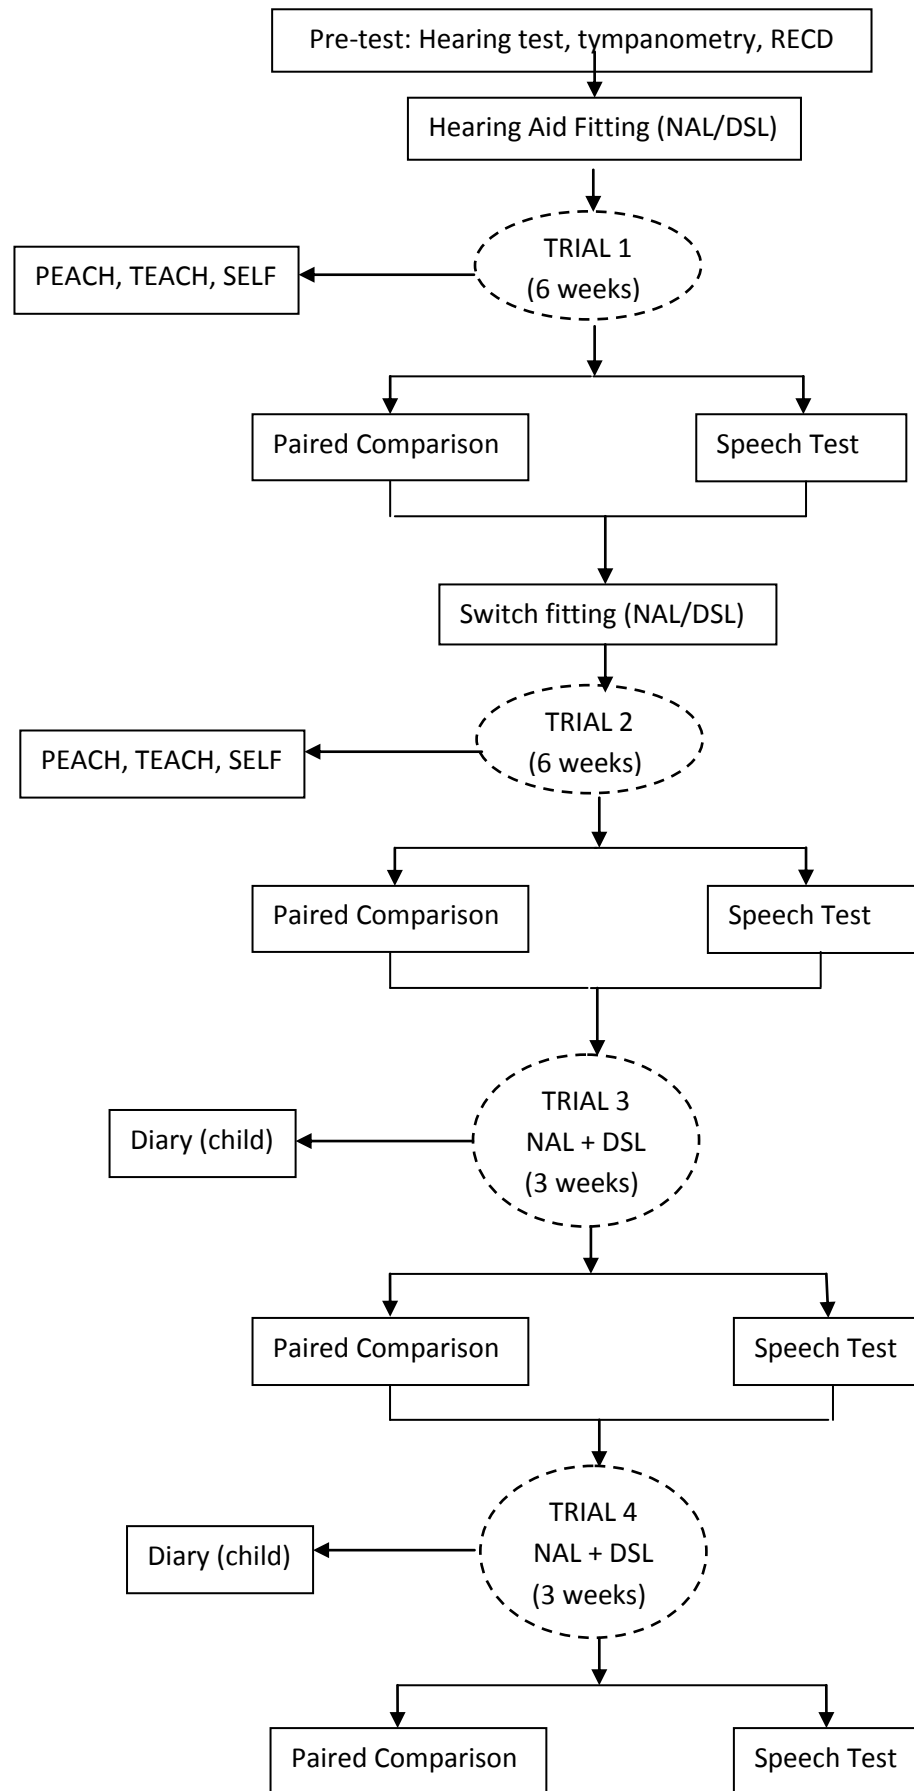 Pre-test: Hearing test, tympanometry, RECD
Hearing Aid Fitting (NAL/DSL)
TRIAL 1
(6 weeks)
PEACH, TEACH, SELF
Paired Comparison
Speech Test
Switch fitting (NAL/DSL)
TRIAL 2
(6 weeks)
PEACH, TEACH, SELF
Paired Comparison
Speech Test
TRIAL 3
NAL + DSL
(3 weeks)
Diary (child)
Paired Comparison
Speech Test
TRIAL 4
NAL + DSL
(3 weeks)
Diary (child)
Paired Comparison
Speech Test